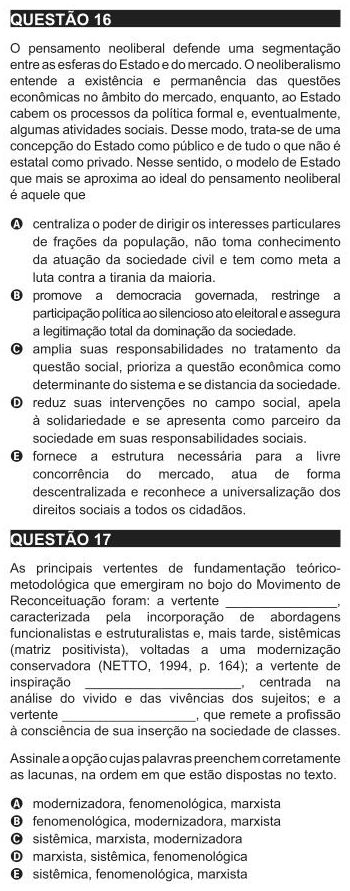 QUESTÃO 16
O pensamento neoliberal defende uma segmentação
entre as esferas do Estado e do mercado. O neoliberalismo
entende a existência e permanência das questões
econômicas no âmbito do mercado, enquanto, ao Estado
cabem os processos da política formal e, eventualmente,
algumas atividades sociais. Desse modo, trata-se de uma
concepção do Estado como público e de tudo o que não é
estatal como privado. Nesse sentido, o modelo de Estado
que mais se aproxima ao ideal do pensamento neoliberal
é aquele que
A centraliza o poder de dirigir os interesses particulares
de frações da população, não toma conhecimento
da atuação da sociedade civil e tem como meta a
luta contra a tirania da maioria.
B promove a democracia governada, restringe a
participação política ao silencioso ato eleitoral e assegura
a legitimação total da dominação da sociedade.
C amplia suas responsabilidades no tratamento da
questão social, prioriza a questão econômica como
determinante do sistema e se distancia da sociedade.
D reduz suas intervenções no campo social, apela
à solidariedade e se apresenta como parceiro da
sociedade em suas responsabilidades sociais.
E fornece a estrutura necessária para a livre
concorrência do mercado, atua de forma
descentralizada e reconhece a universalização dos
direitos sociais a todos os cidadãos.
QUESTÃO 17
As principais vertentes de fundamentação teórico-
metodológica que emergiram no bojo do Movimento de
Reconceituação foram: a vertente ________________,
caracterizada pela incorporação de abordagens
funcionalistas e estruturalistas e, mais tarde, sistêmicas
(matriz positivista), voltadas a uma modernização
conservadora (NETTO, 1994, p. 164); a vertente de
inspiração ______________________, centrada na
análise do vivido e das vivências dos sujeitos; e a
vertente ___________________, que remete a profissão
à consciência de sua inserção na sociedade de classes.
Assinale a opção cujas palavras preenchem corretamente
as lacunas, na ordem em que estão dispostas no texto.
A modernizadora, fenomenológica, marxista
B fenomenológica, modernizadora, marxista
C sistêmica, marxista, modernizadora
D marxista, sistêmica, fenomenológica
E sistêmica, fenomenológica, marxista